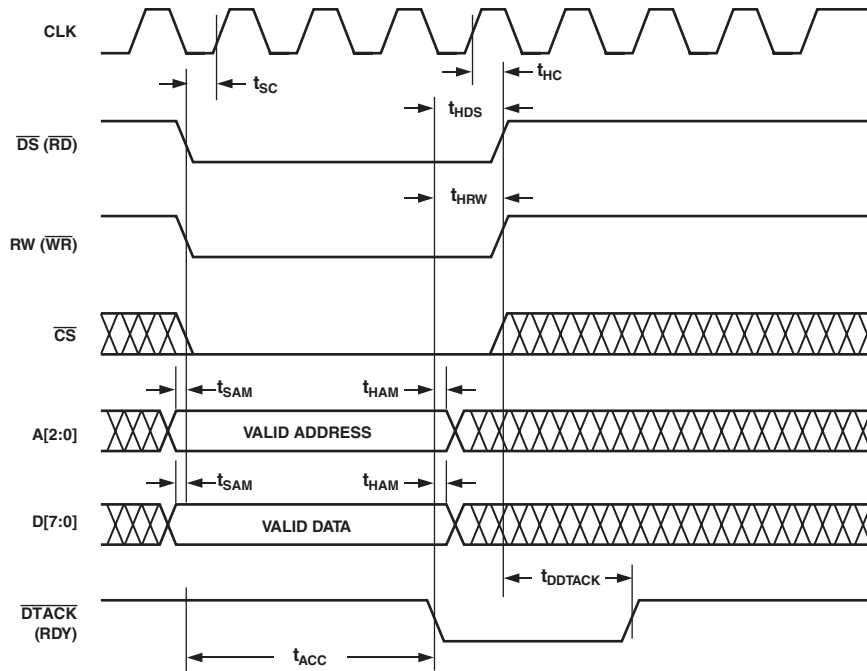 CLK
tSC
tHC
tHDS
DS (RD)
tHRW
RW (WR)
CS
tSAM
tHAM
A[2:0]
VALID ADDRESS
tSAM
tHAM
D[7:0]
VALID DATA
tDDTACK
DTACK
(RDY)
tACC